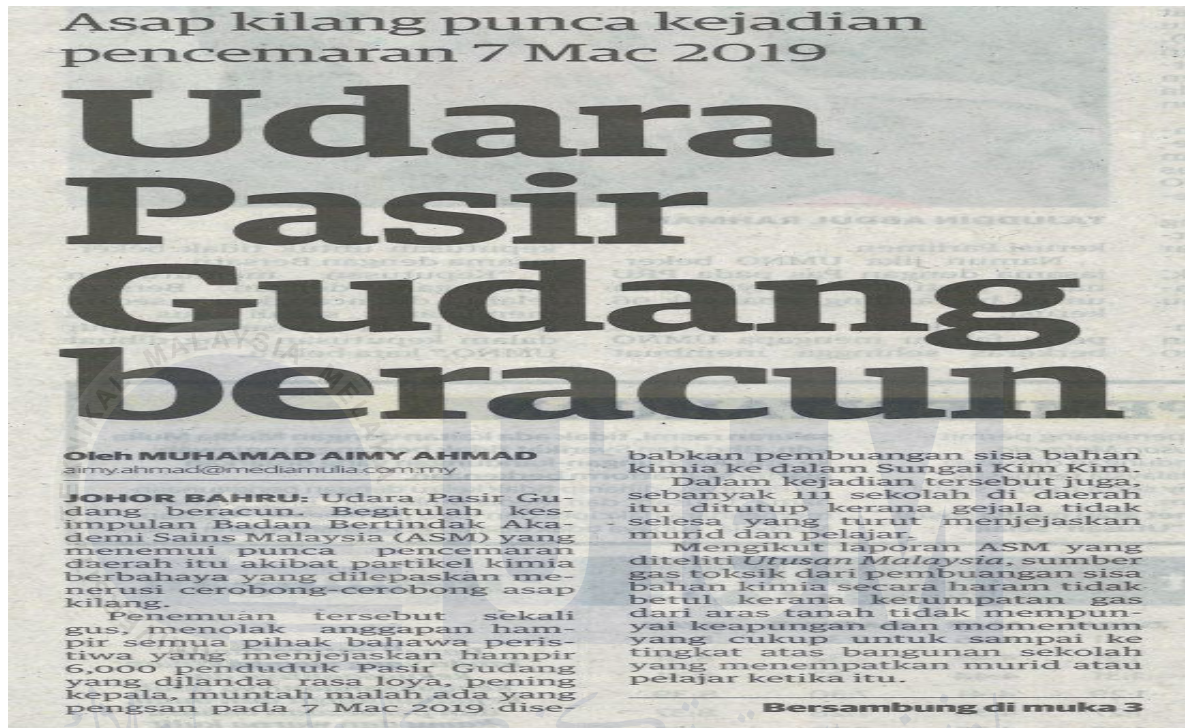 Asap kilang punca kejadian
pencemaran 7 Mac 2019
Udara
Pasir
Gudang
beracun
Oleh MUHAMAD AIMY AHMAD
aimy.ahmad@mediamulia.com.my
JOHOR BAHRU: Udara Pasir Gu-
dang beracun. Begitulah kes-
impulan Badan Bertindak Aka-
demi Sains Malaysia (ASM) yang
menemui punca pencemaran
daerah itu akibat partikel kimia
berbahaya yang dilepaskan me-
nerusi cerobong-cerobong asap
kilang.
Penemuan tersebut sekali
gus, menolak anggapan ham-
pir semua pihak bahawa peris-
tiwa yang menjejaskan hampir
6,000 penduduk Pasir Gudang
yang dilanda rasa loya, pening
kepala, muntah malah ada yang
pengsan pada 7 Mac 2019 dise-
babkan pembuangan sisa bahan
kimia ke dalam Sungai Kim Kim.
Dalam kejadian tersebut juga,
sebanyak 111 sekolah di daerah
itu ditutup kerana gejala tidak
selesa yang turut menjejaskan
murid dan pelajar.
Mengikut laporan ASM yang
diteliti Utusan Malaysia, sumber
gas toksik dari pembuangan sisa
bahan kimia secara haram tidak
betul kerana ketumpatan gas
dari aras tanah tidak mempun-
yai keapungan dan momentum
yang cukup untuk sampai ke
tingkat atas bangunan sekolah
yang menempatkan murid atau
pelajar ketika itu.
Bersambung di muka 3